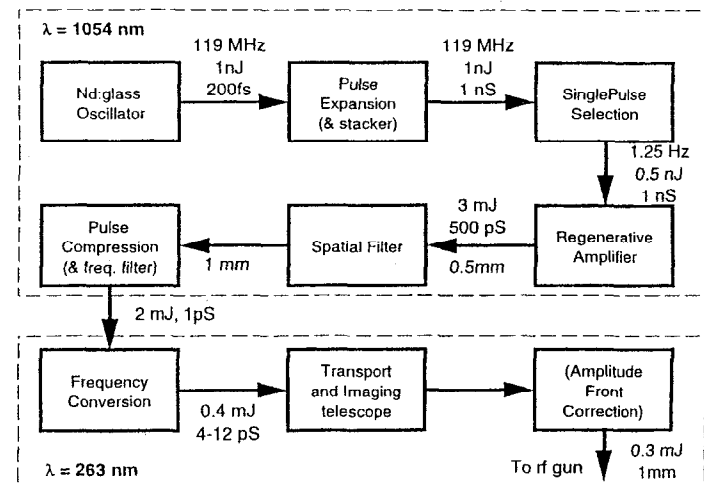 λ = 1054 nm
Nd:glass
Oscillator
119 MHz
1nJ
200fs
Pulse
Expansion
(& stacker)
119 MHz
1nJ
1 nS
SinglePulse
Selection
1.25 Hz
0.5 nJ
1 nS
Regenerative
Amplifier
3 mJ
500 pS
0.5mm
Spatial Filter
1 mm
Pulse
Compression
(& freq. filter)
2 mJ, 1pS
Frequency
Conversion
0.4 mJ
4-12 pS
Transport
and Imaging
telescope
(Amplitude
Front
Correction)
0.3 mJ
1mm
To rf gun
λ = 263 nm